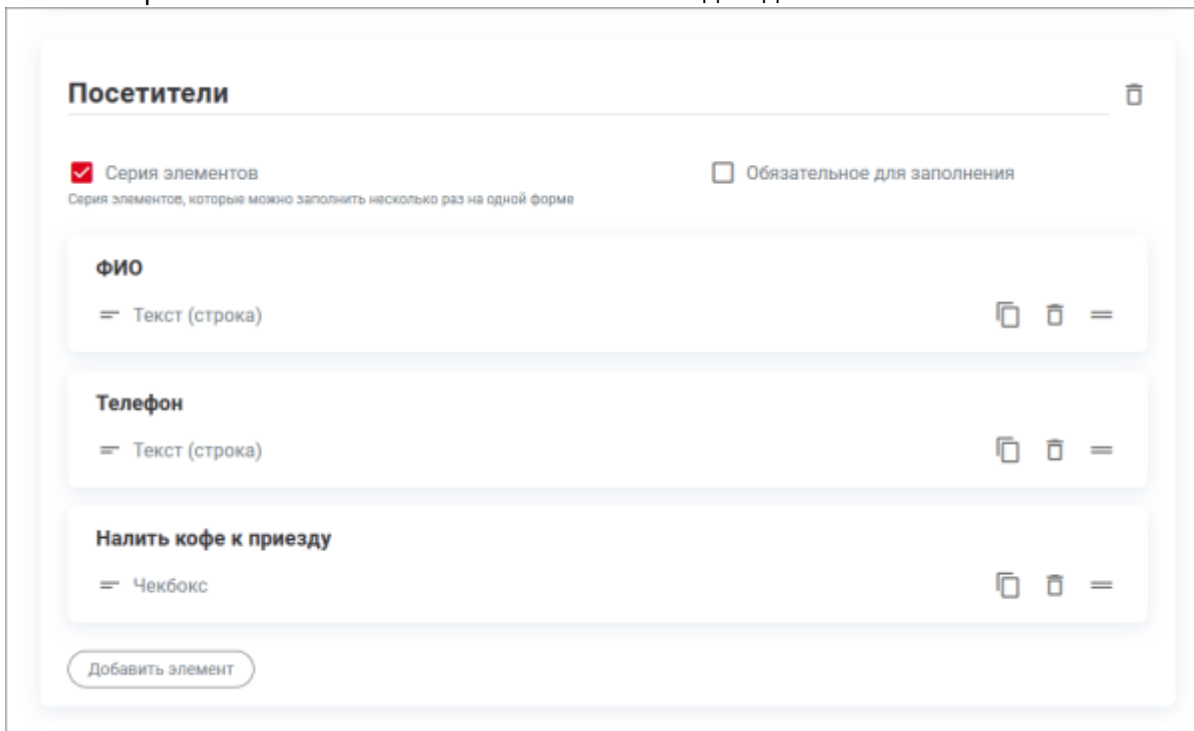 Посетители
Серия элементов
Обязательное для заполнения
Серия элементов, которые можно заполнить несколько раз на одной форме
ФИО
Текст (строка)
Телефон
Текст (строка)
Налить кофе к приезду
Чекбокс
Добавить элемент